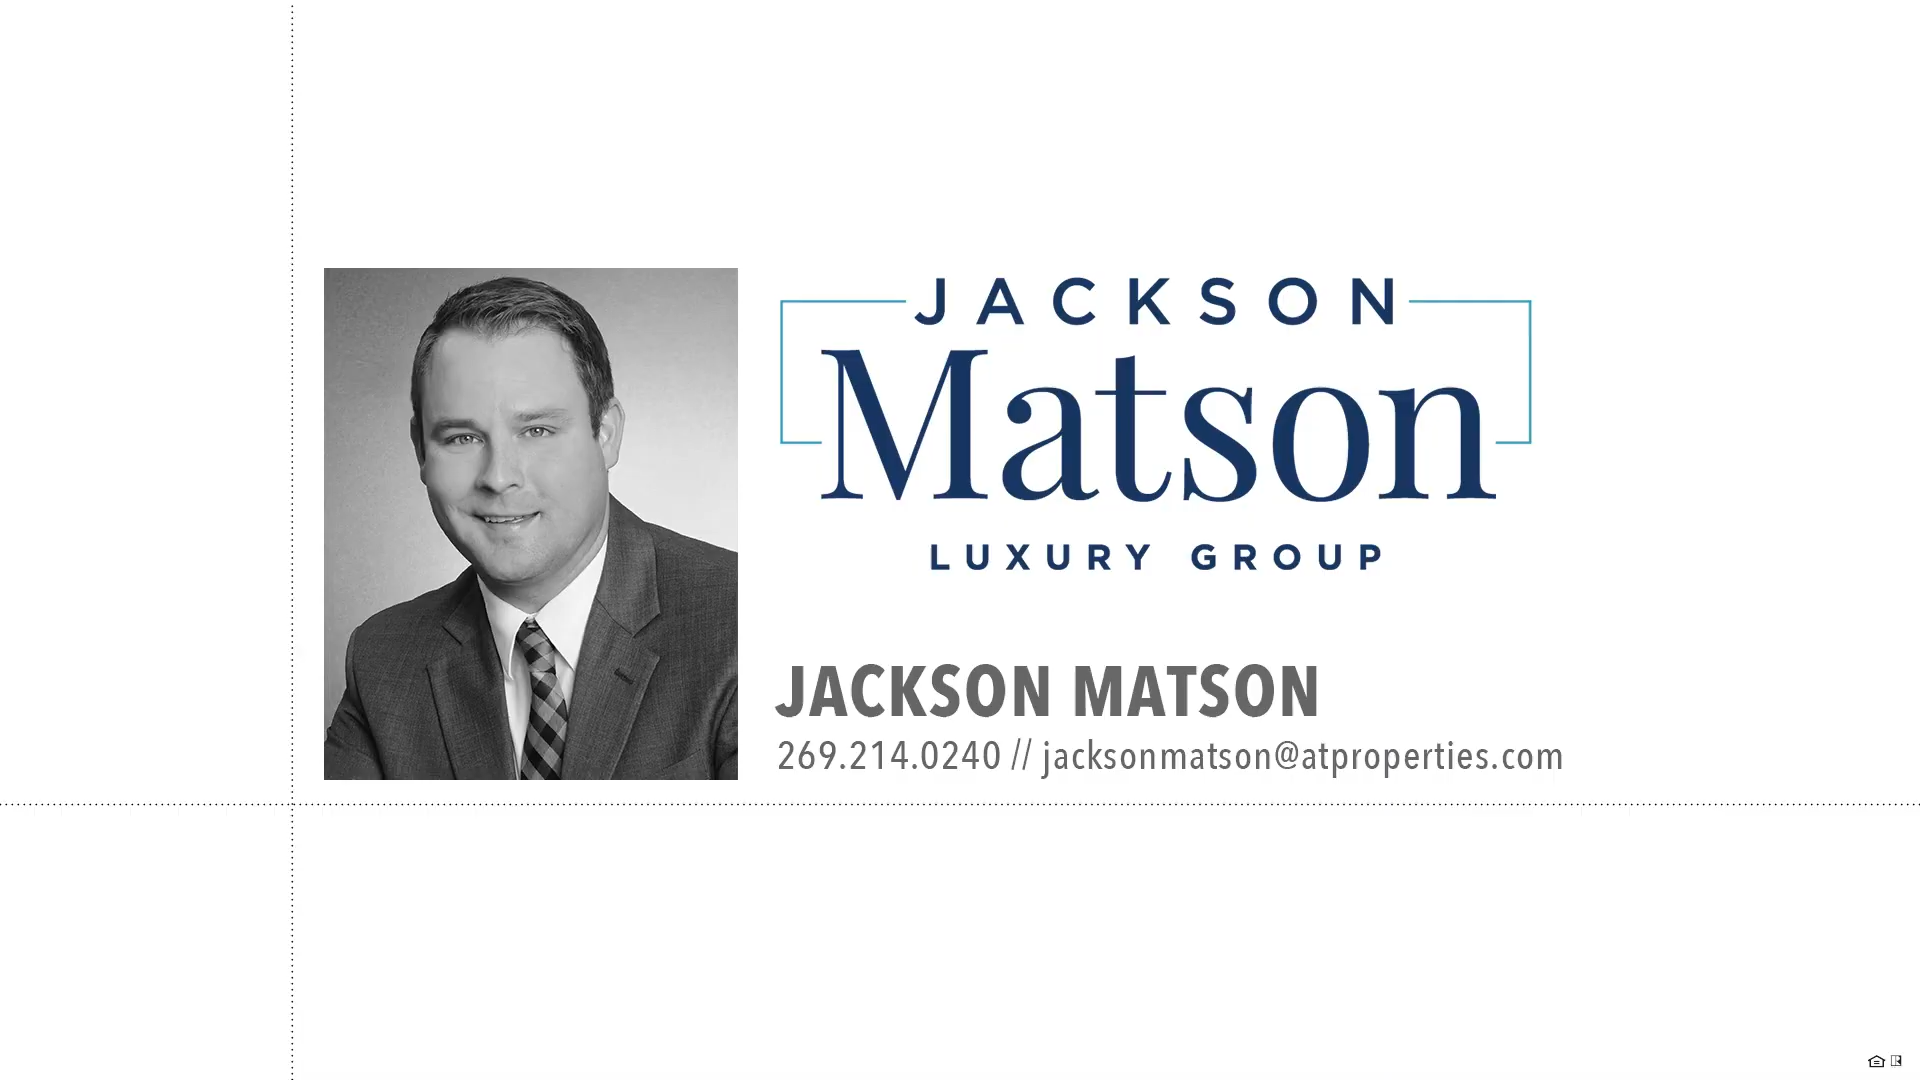 JACKSON
Matson
LUXURY GROUP
JACKSON MATSON
269.214.0240 // jacksonmatson@atproperties.com